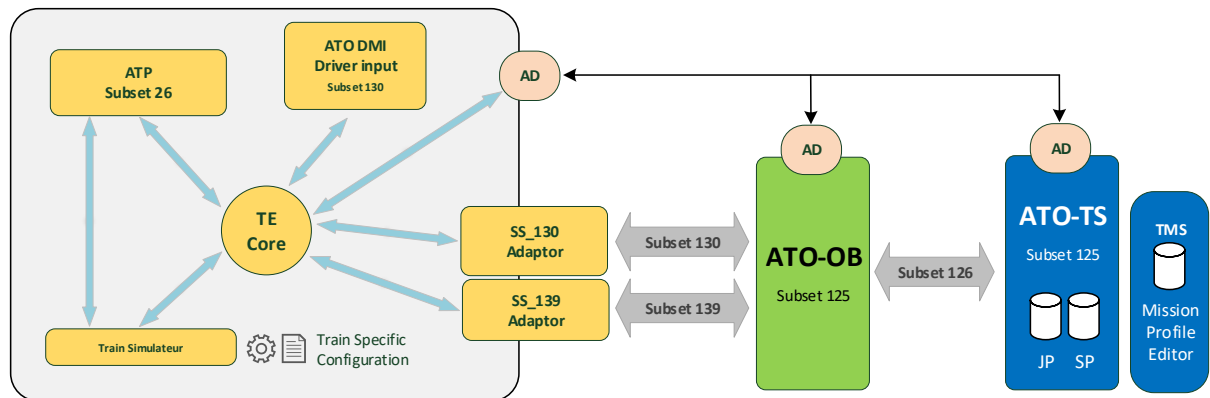 ATP
Subset 26
ATO DMI
Driver input
Subset 130
AD
TE
Core
SS_130
Adaptor
SS_139
Adaptor
Train Simulateur
Train Specific
Configuration
Subset 130
Subset 139
AD
ATO-OB
Subset 125
Subset 126
AD
ATO-TS
Subset 125
JP
SP
TMS
Mission
Profile
Editor